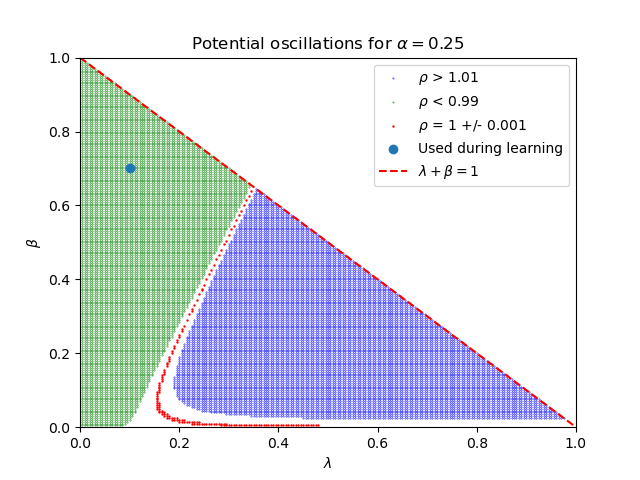 Potential oscillations for α = 0.25
1.0
0.8
0.6
0.4
0.2
0.0
β
ρ > 1.01
ρ < 0.99
ρ = 1 +/- 0.001
Used during learning
λ + β = 1
0.0 0.2 0.4 0.6 0.8 1.0
λ